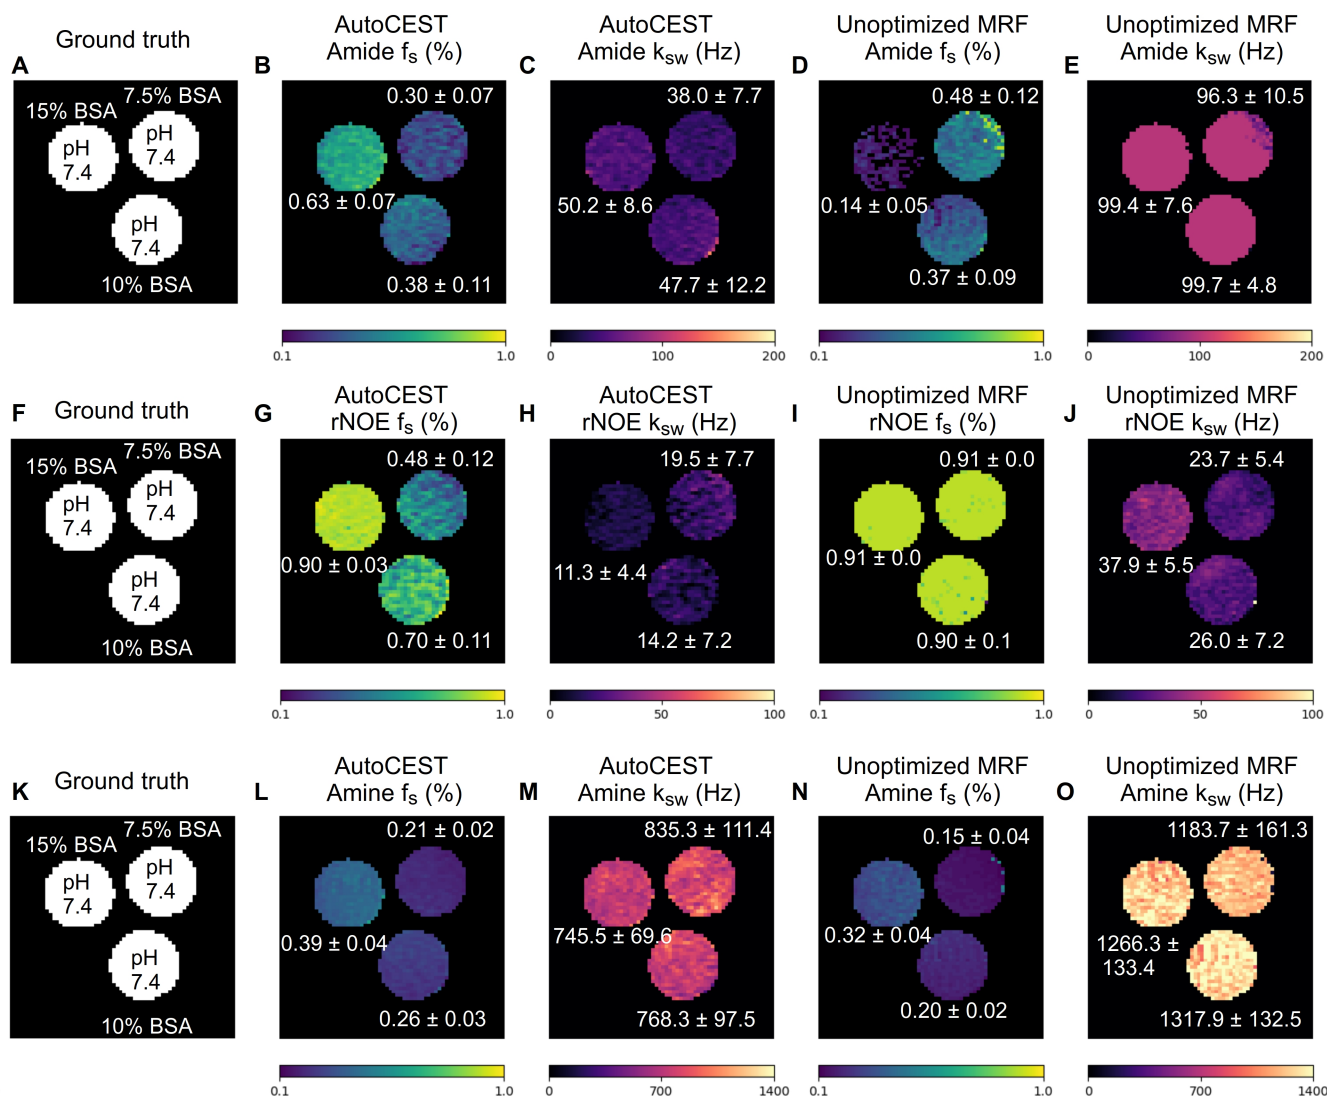 Ground truth
AutoCEST
Amide fs (%)
AutoCEST
Amide ksw (Hz)
Unoptimized MRF
Amide fs (%)
Unoptimized MRF
Amide ksw (Hz)
A
15% BSA
7.5% BSA
pH
7.4
pH
7.4
pH
7.4
10% BSA
B
0.30 ± 0.07
0.63 ± 0.07
0.38 ± 0.11
0.1
1.0
C
38.0 ± 7.7
50.2 ± 8.6
47.7 ± 12.2
0
100
200
D
0.48 ± 0.12
0.14 ± 0.05
0.37 ± 0.09
0.1
1.0
E
96.3 ± 10.5
99.4 ± 7.6
99.7 ± 4.8
0
100
200
Ground truth
AutoCEST
rNOE fs (%)
AutoCEST
rNOE ksw (Hz)
Unoptimized MRF
rNOE fs (%)
Unoptimized MRF
rNOE ksw (Hz)
F
15% BSA
7.5% BSA
pH
7.4
pH
7.4
pH
7.4
10% BSA
G
0.48 ± 0.12
0.90 ± 0.03
0.70 ± 0.11
0.1
1.0
H
19.5 ± 7.7
11.3 ± 4.4
14.2 ± 7.2
0
50
100
I
0.91 ± 0.0
0.91 ± 0.0
0.90 ± 0.1
0.1
1.0
J
23.7 ± 5.4
37.9 ± 5.5
26.0 ± 7.2
0
50
100
Ground truth
AutoCEST
Amine fs (%)
AutoCEST
Amine ksw (Hz)
Unoptimized MRF
Amine fs (%)
Unoptimized MRF
Amine ksw (Hz)
K
15% BSA
7.5% BSA
pH
7.4
pH
7.4
pH
7.4
10% BSA
L
0.21 ± 0.02
0.39 ± 0.04
0.26 ± 0.03
0.1
1.0
M
835.3 ± 111.4
745.5 ± 69.6
768.3 ± 97.5
0
700
1400
N
0.15 ± 0.04
0.32 ± 0.04
0.20 ± 0.02
0.1
1.0
O
1183.7 ± 161.3
1266.3 ±
133.4
1317.9 ± 132.5
0
700
1400